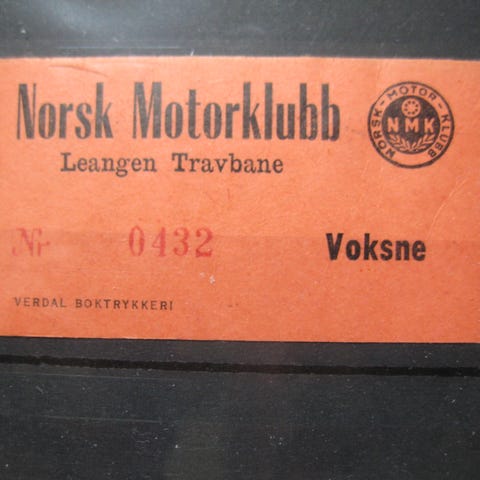 Norsk Motorklubb
NORSK - MOTOR - KLUBB
NMK
Leangen Travbane
Nr 0432
Voksne
VERDAL BOKTRYKKERI